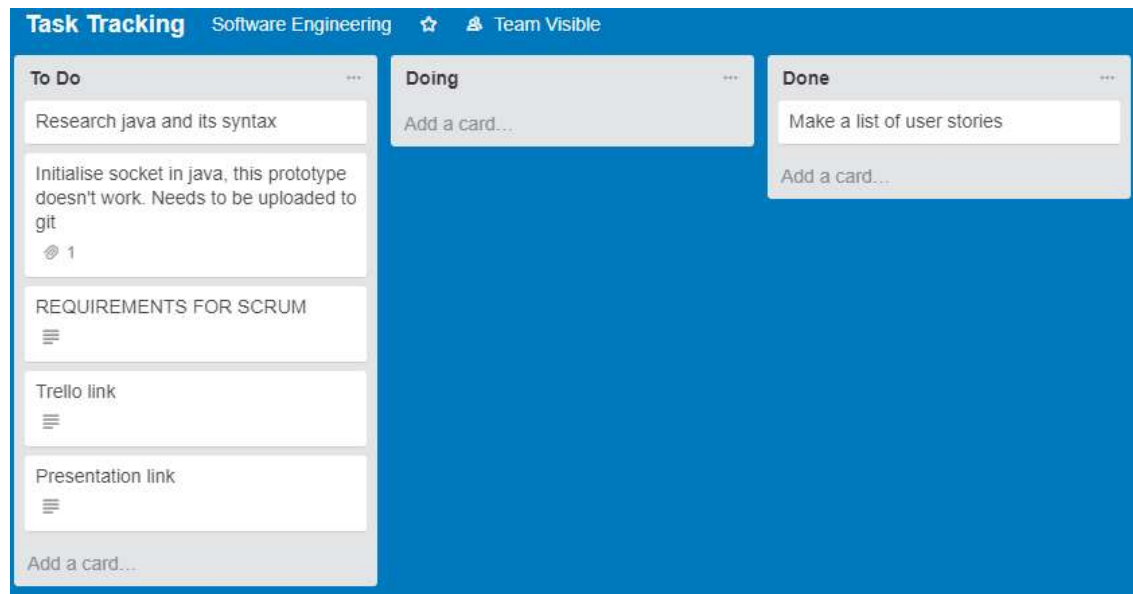 Task Tracking Software Engineering Team Visible
To Do ...
Research java and its syntax
Initialise socket in java, this prototype
doesn't work. Needs to be uploaded to
git
1
REQUIREMENTS FOR SCRUM
Trello link
Presentation link
Add a card...
Doing ...
Add a card...
Done ...
Make a list of user stories
Add a card...